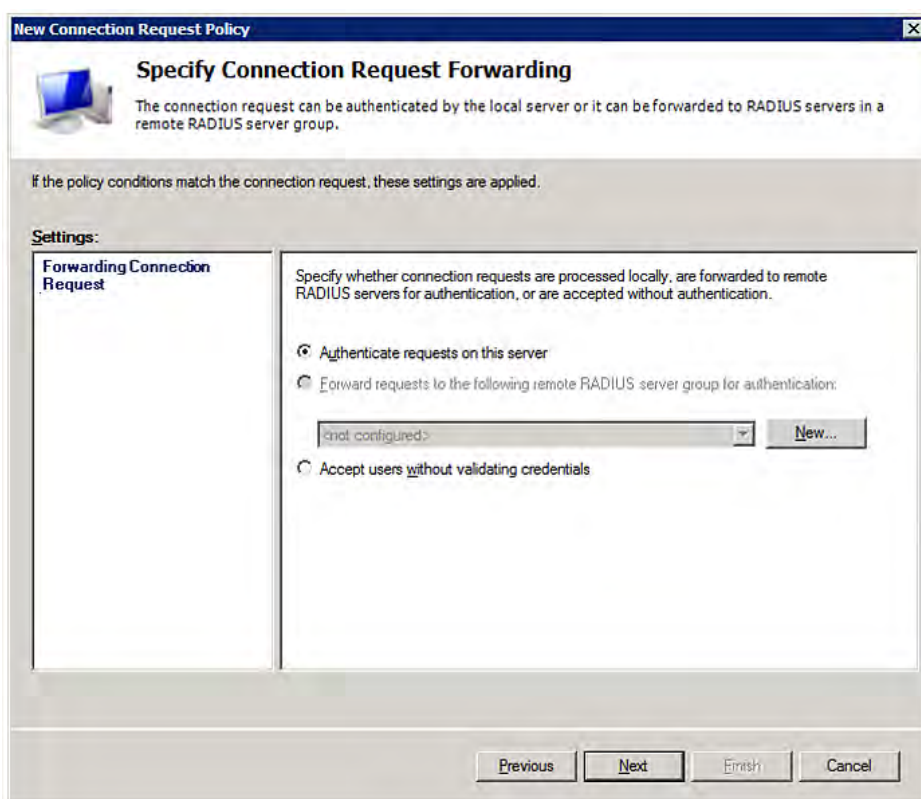 New Connection Request Policy
Specify Connection Request Forwarding
The connection request can be authenticated by the local server or it can be forwarded to RADIUS servers in a
remote RADIUS server group.
If the policy conditions match the connection request, these settings are applied.
Settings:
Forwarding Connection
Request
Specify whether connection requests are processed locally, are forwarded to remote
RADIUS servers for authentication, or are accepted without authentication.
Authenticate requests on this server
Forward requests to the following remote RADIUS server group for authentication:
<not configured>
New...
Accept users without validating credentials
Previous
Next
Finish
Cancel